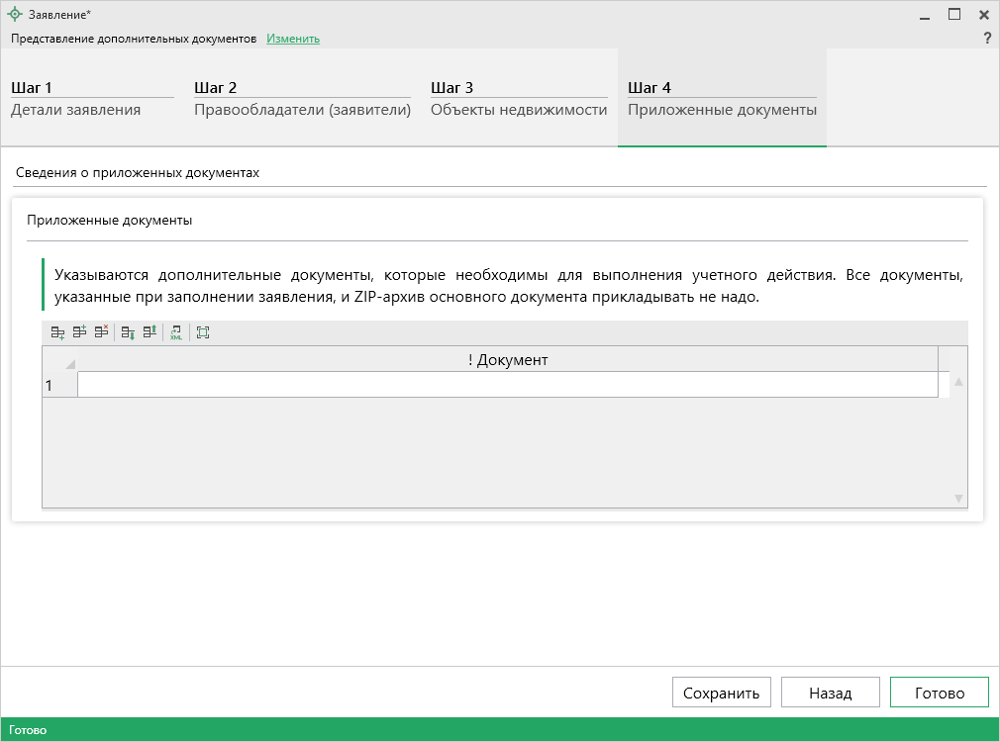 Заявление*
Представление дополнительных документов Изменить
?
Шаг 1
Детали заявления
Шаг 2
Правообладатели (заявители)
Шаг 3
Объекты недвижимости
Шаг 4
Приложенные документы
Сведения о приложенных документах
Приложенные документы
Указываются дополнительные документы, которые необходимы для выполнения учетного действия. Все документы,
указанные при заполнении заявления, и ZIP-архив основного документа прикладывать не надо.
XML
! Документ
1
Сохранить
Назад
Готово
Готово